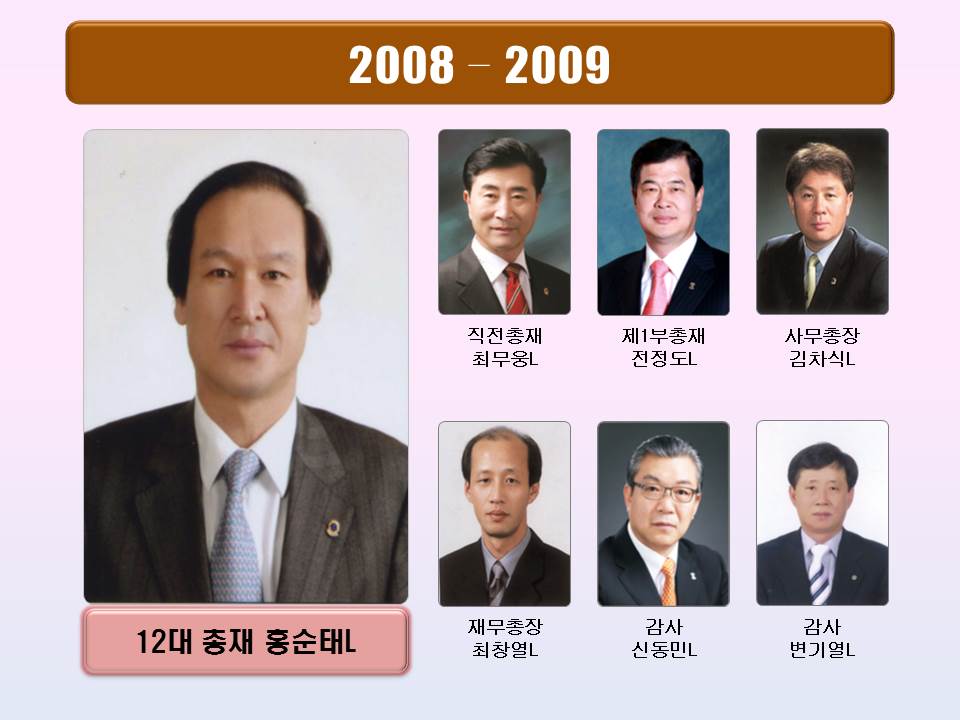 2008 – 2009
직전총재
최무웅L
제1부총재
전정도L
사무총장
김차식L
12대 총재 홍순태L
재무총장
최창열L
감사
신동민L
감사
변기열L